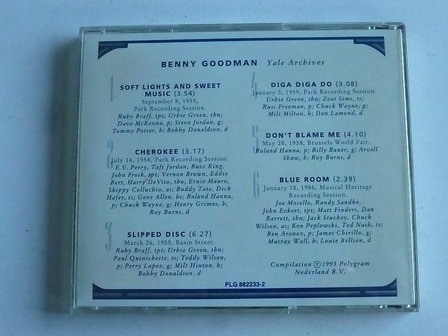 BENNY GOODMAN Yale Archives
1
SOFT LIGHTS AND SWEET
MUSIC (3.54)
September 8, 1955,
Park Recording Session.
Ruby Braff, tpt; Urbie Green, tbn;
Dave McKenna, p; Steve Jordan, g;
Tommy Potter, b; Bobby Donaldson, d
2
CHEROKEE (3.17)
July 14, 1958, Park Recording Session.
E.V. Perry, Taft Jordan, Buzz King,
John Frosk, tpt; Vernon Brown, Eddie
Bert, Harry DeVito, tbn; Ernie Mauro,
Skippy Colluchio, as; Buddy Tate, Dick
Hafer, ts; Gene Allen, bs; Roland Hanna,
p; Chuck Wayne, g; Henry Grimes, b;
Roy Burns, d
3
SLIPPED DISC (6.27)
March 26, 1955, Basin Street.
Ruby Braff, tpt; Urbie Green, tbn;
Paul Quinichette, ts; Teddy Wilson,
p; Perry Lopez, g; Milt Hinton, b;
Bobby Donaldson, d
4
DIGA DIGA DO (3.08)
January 3, 1959, Park Recording Session.
Urbie Green, tbn; Zoot Sims, ts;
Russ Freeman, p; Chuck Wayne, g;
Milt Hilton, b; Don Lamond, d
5
DON'T BLAME ME (4.10)
May 28, 1958, Brussels World Fair.
Roland Hanna, p; Billy Bauer, g; Arvell
Shaw, b; Roy Burns, d
6
BLUE ROOM (2.39)
January 18, 1986, Musical Heritage
Recording Session.
Joe Mosello, Randy Sandke,
John Eckert, tpt; Matt Finders, Dan
Barrett, tbn; Jack Stuckey, Chuck
Wilson, as; Ken Peplowski, Ted Nash, ts;
Ben Aronov, p; James Chirillo, g;
Murray Wall, b; Louie Bellson, d
Compilation Ⓟ 1993 Polygram
Nederland B.V.
PLG 882233-2